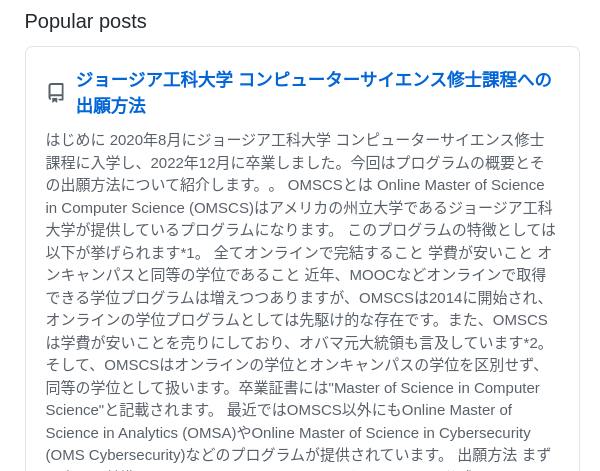 Popular posts
ジョージア工科大学 コンピューターサイエンス修士課程への
出願方法
はじめに 2020年8月にジョージア工科大学 コンピューターサイエンス修士
課程に入学し、2022年12月に卒業しました。今回はプログラムの概要とそ
の出願方法について紹介します。。 OMSCSとは Online Master of Science
in Computer Science (OMSCS)はアメリカの州立大学であるジョージア工科
大学が提供しているプログラムになります。 このプログラムの特徴としては
以下が挙げられます*1。 全てオンラインで完結すること 学費が安いこと オ
ンキャンパスと同等の学位であること 近年、MOOCなどオンラインで取得
できる学位プログラムは増えつつありますが、OMSCSは2014に開始され、
オンラインの学位プログラムとしては先駆け的な存在です。また、OMSCS
は学費が安いことを売りにしており、オバマ元大統領も言及しています*2。
そして、OMSCSはオンラインの学位とオンキャンパスの学位を区別せず、
同等の学位として扱います。卒業証書には"Master of Science in Computer
Science"と記載されます。 最近ではOMSCS以外にもOnline Master of
Science in Analytics (OMSA)やOnline Master of Science in Cybersecurity
(OMS Cybersecurity)などのプログラムが提供されています。 出願方法 まず